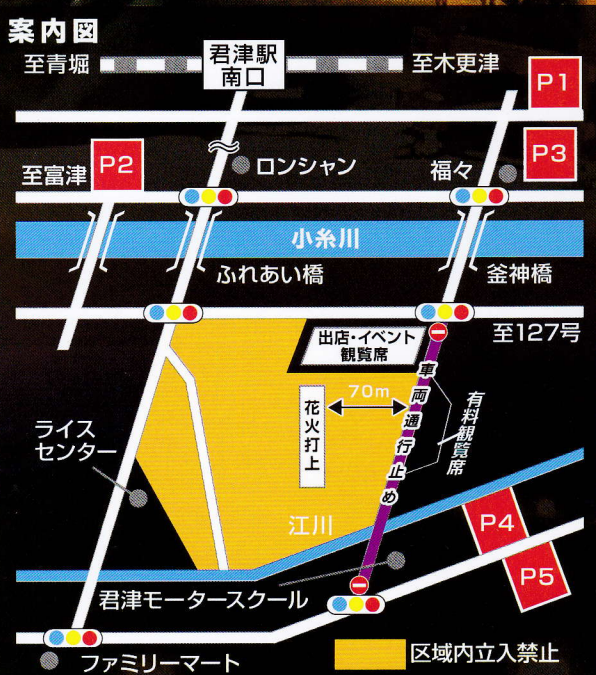 案内図
至青堀
君津駅
南口
至木更津
P1
P3
P2
至富津
ロンシャン
福々
小糸川
ふれあい橋
釜神橋
至127号
出店・イベント
観覧席
70m
車両通行止め
有料観覧席
花火打上
ライス
センター
江川
P4
P5
君津モータースクール
ファミリーマート
区域内立入禁止